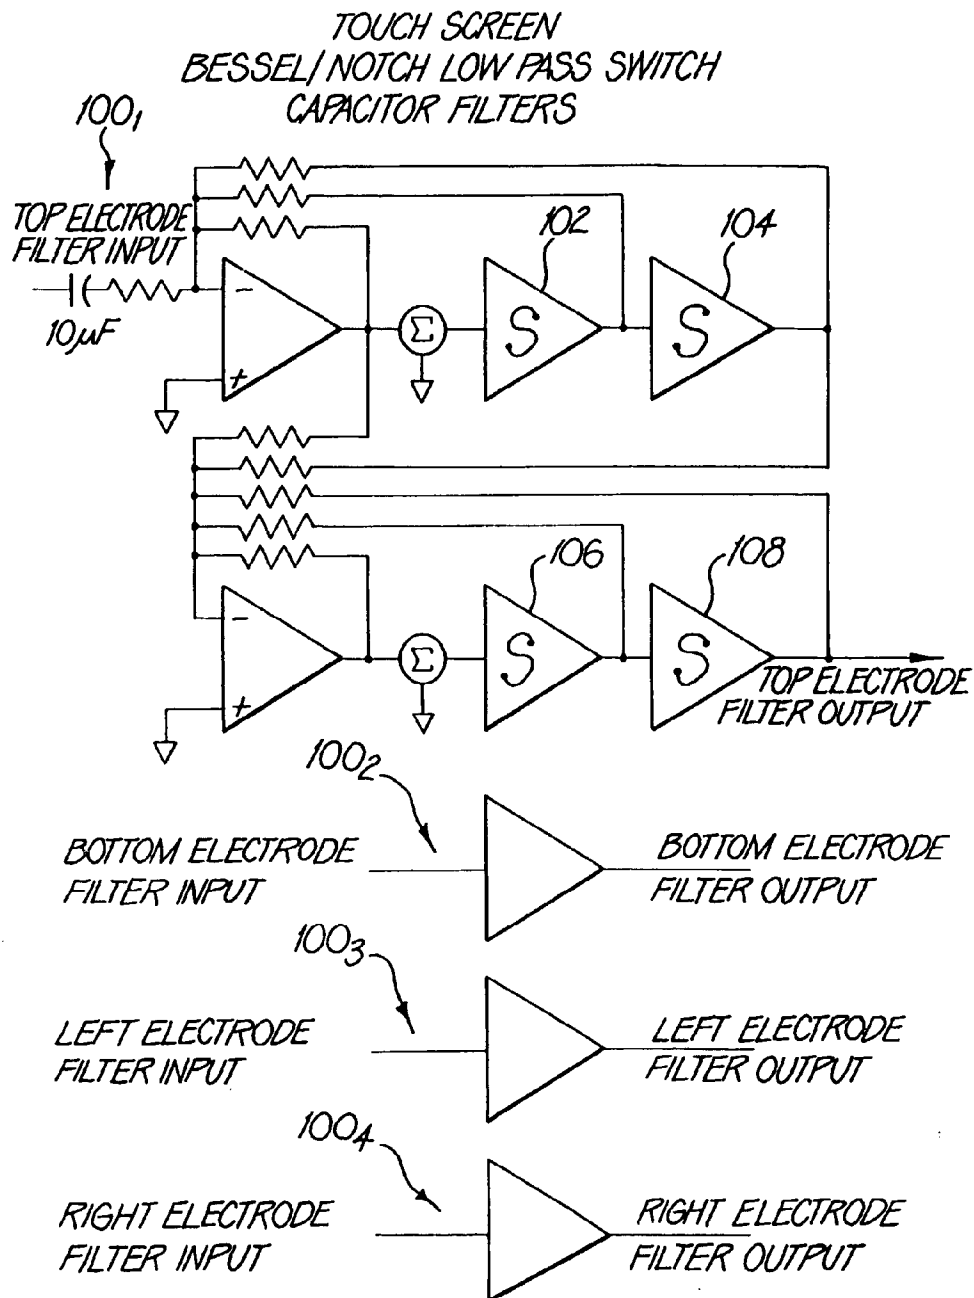 TOUCH SCREEN
BESSEL/NOTCH LOW PASS SWITCH
CAPACITOR FILTERS
100₁
TOP ELECTRODE
FILTER INPUT
10µF
102
104
-
+
Σ
S
S
106
108
-
+
Σ
S
S
TOP ELECTRODE
FILTER OUTPUT
100₂
BOTTOM ELECTRODE
FILTER INPUT
BOTTOM ELECTRODE
FILTER OUTPUT
100₃
LEFT ELECTRODE
FILTER INPUT
LEFT ELECTRODE
FILTER OUTPUT
100₄
RIGHT ELECTRODE
FILTER INPUT
RIGHT ELECTRODE
FILTER OUTPUT